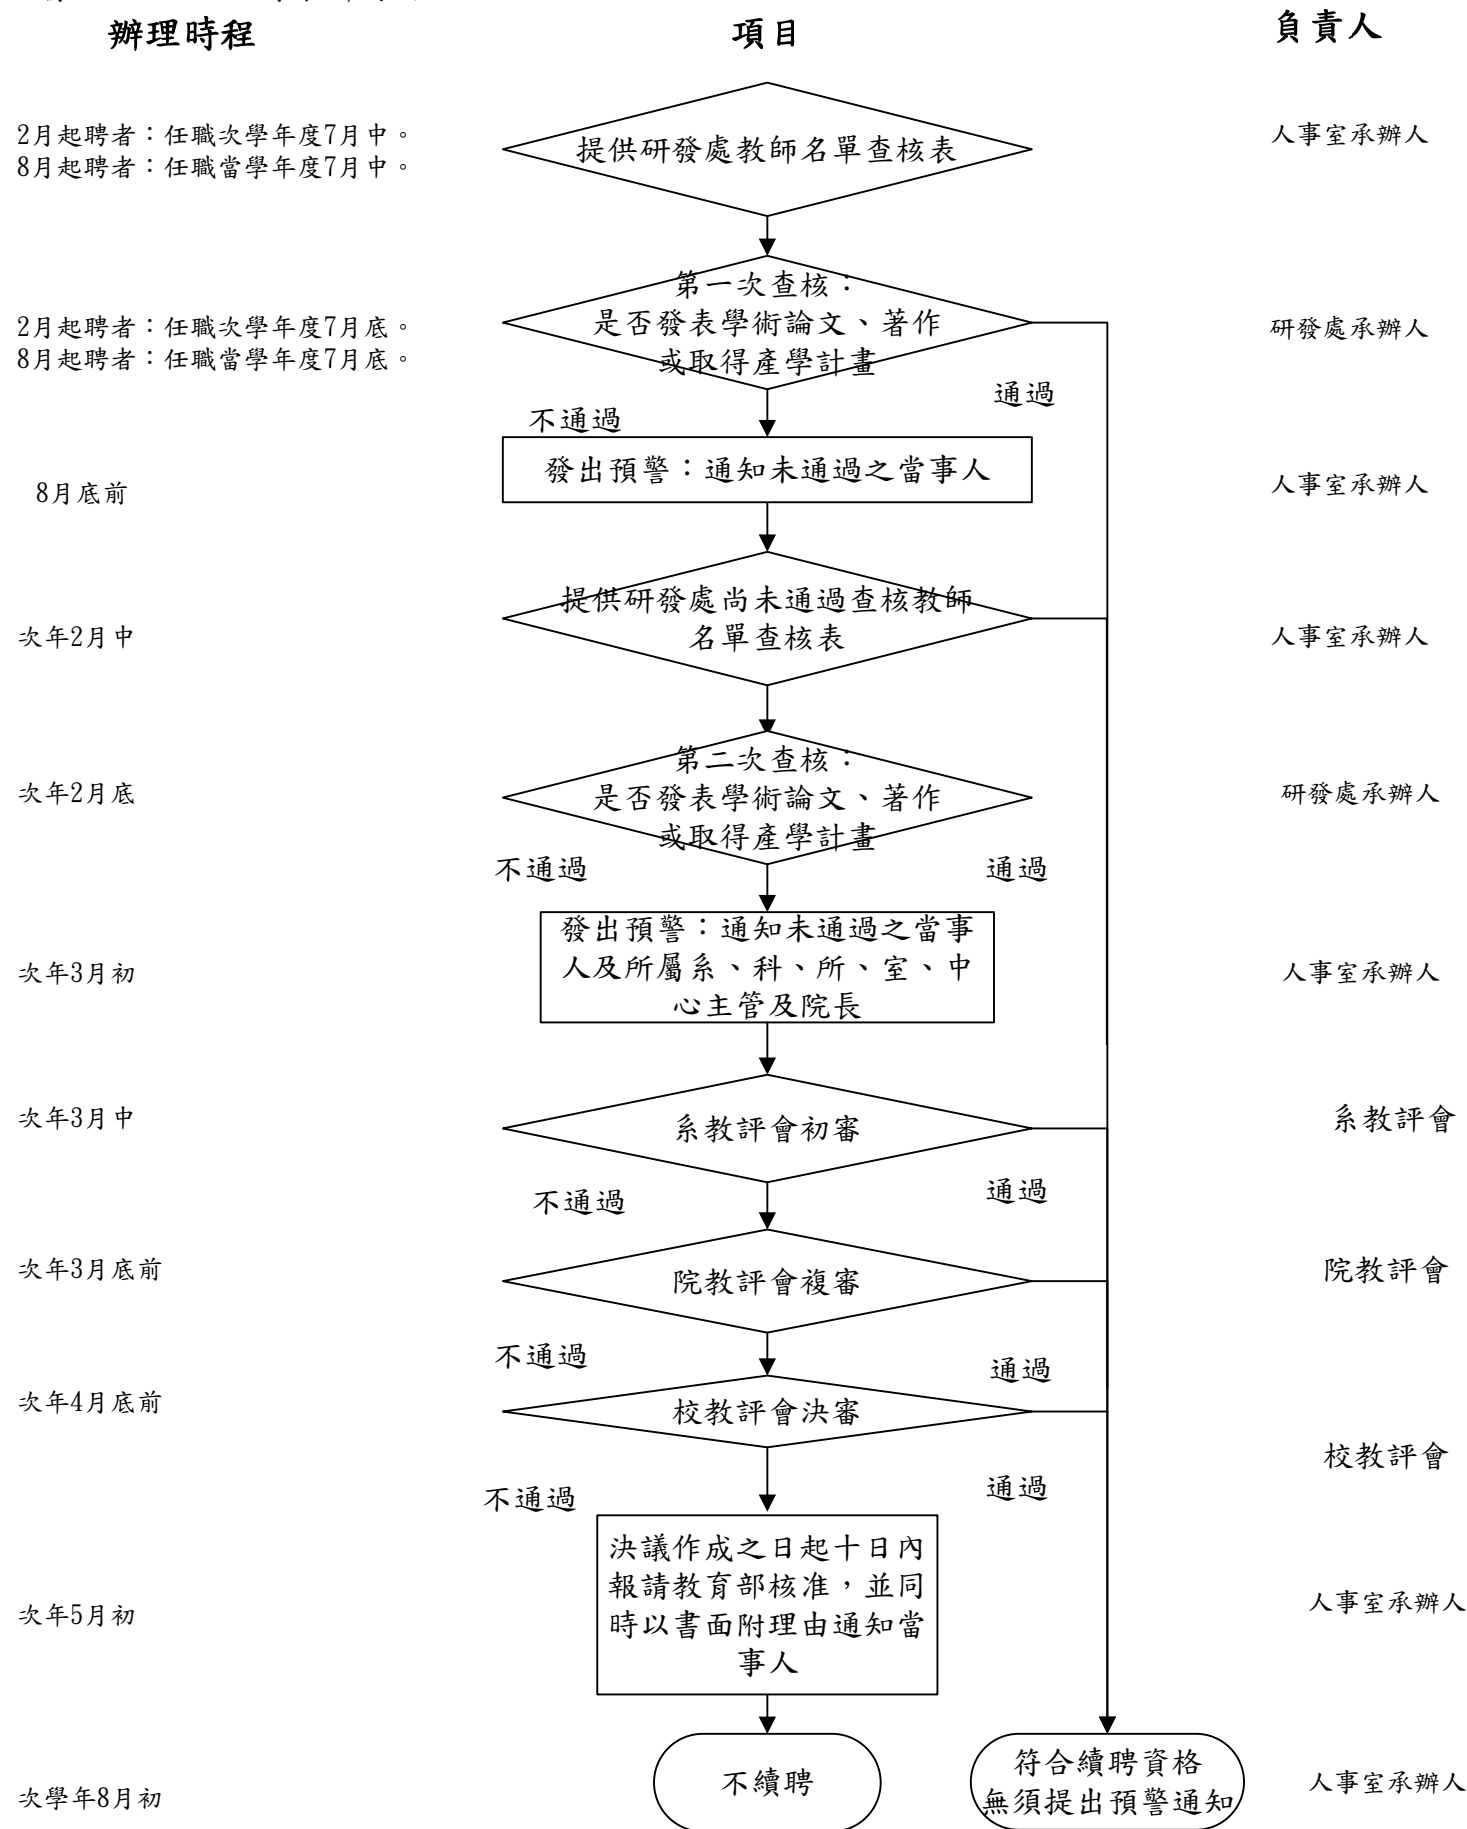 辦理時程 項目 負責人
2月起聘者：任職次學年度7月中。
8月起聘者：任職當學年度7月中。
提供研發處教師名單查核表
人事室承辦人
2月起聘者：任職次學年度7月底。
8月起聘者：任職當學年度7月底。
第一次查核：
是否發表學術論文、著作
或取得產學計畫
研發處承辦人
不通過
通過
8月底前
發出預警：通知未通過之當事人
人事室承辦人
次年2月中
提供研發處尚未通過查核教師
名單查核表
人事室承辦人
次年2月底
第二次查核：
是否發表學術論文、著作
或取得產學計畫
研發處承辦人
不通過
通過
次年3月初
發出預警：通知未通過之當事
人及所屬系、科、所、室、中
心主管及院長
人事室承辦人
次年3月中
系教評會初審
系教評會
不通過
通過
次年3月底前
院教評會複審
院教評會
不通過
通過
次年4月底前
校教評會決審
校教評會
不通過
通過
次年5月初
決議作成之日起十日內
報請教育部核准，並同
時以書面附理由通知當
事人
人事室承辦人
次學年8月初
不續聘
符合續聘資格
無須提出預警通知
人事室承辦人